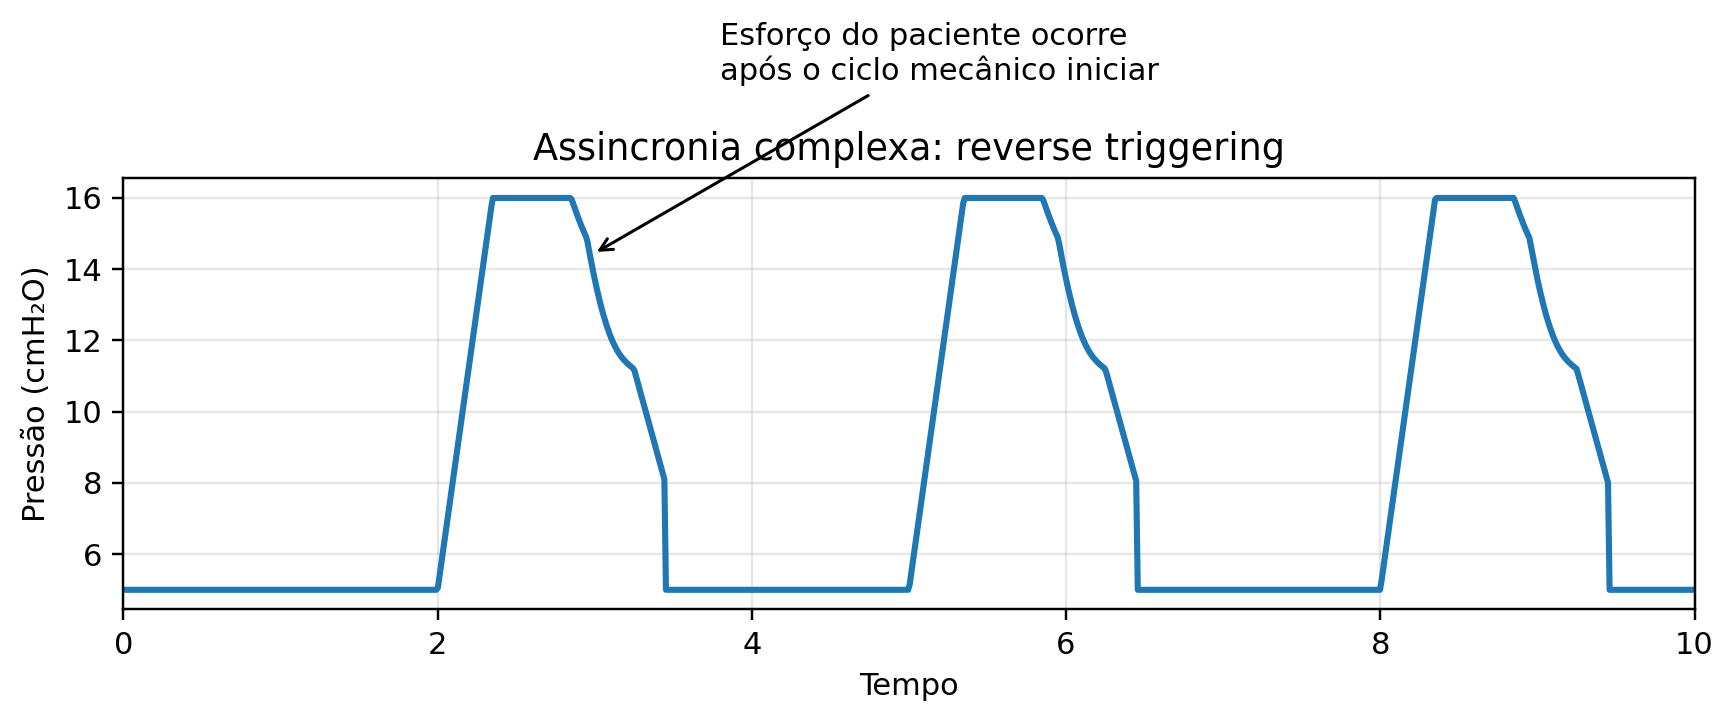 Esforço do paciente ocorre
após o ciclo mecânico iniciar
Assincronia complexa: reverse triggering
Pressão (cmH₂O)
16
14
12
10
8
6
0 2 4 6 8 10
Tempo